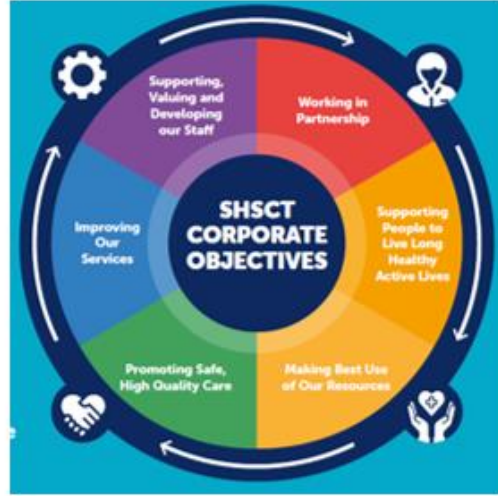 Supporting,
Valuing and
Developing
our Staff
Working in
Partnership
SHSCT
CORPORATE
OBJECTIVES
Improving
Our
Services
Supporting
People to
Live Long
Healthy
Active Lives
Promoting Safe,
High Quality Care
Making Best Use
of Our Resources
e